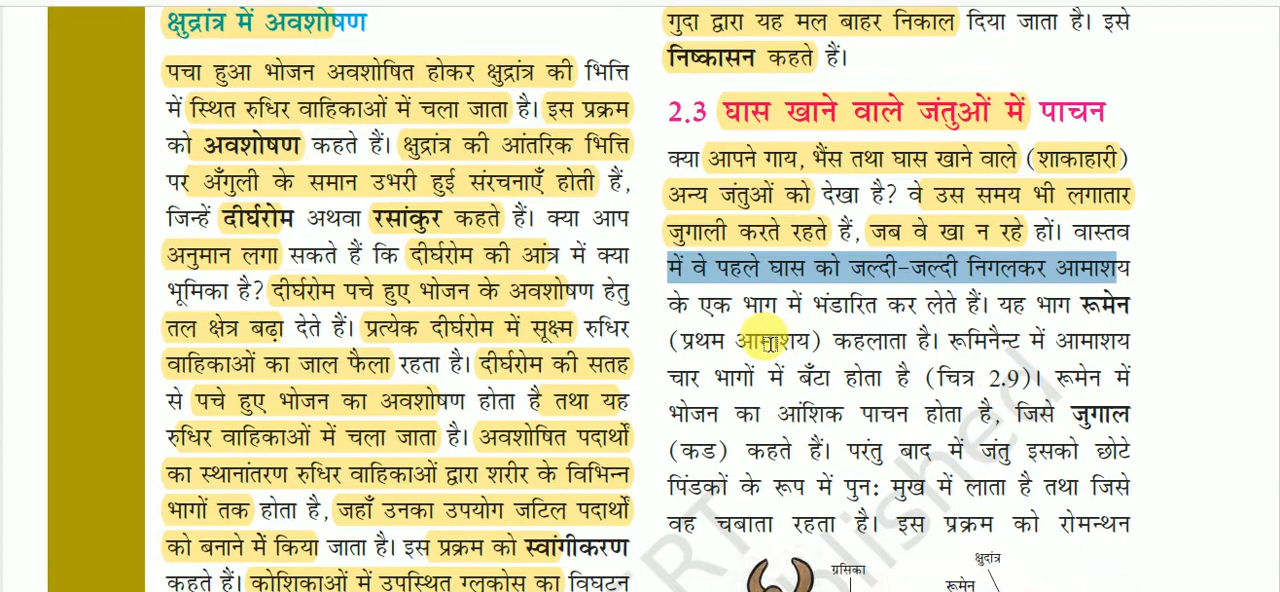 क्षुद्रांत्र में अवशोषण
पचा हुआ भोजन अवशोषित होकर क्षुद्रांत्र की भित्ति
में स्थित रुधिर वाहिकाओं में चला जाता है। इस प्रक्रम
को अवशोषण कहते हैं। क्षुद्रांत्र की आंतरिक भित्ति
पर अँगुली के समान उभरी हुई संरचनाएँ होती हैं,
जिन्हें दीर्घरोम अथवा रसांकुर कहते हैं। क्या आप
अनुमान लगा सकते हैं कि दीर्घरोम की आंत्र में क्या
भूमिका है? दीर्घरोम पचे हुए भोजन के अवशोषण हेतु
तल क्षेत्र बढ़ा देते हैं। प्रत्येक दीर्घरोम में सूक्ष्म रुधिर
वाहिकाओं का जाल फैला रहता है। दीर्घरोम की सतह
से पचे हुए भोजन का अवशोषण होता है तथा यह
रुधिर वाहिकाओं में चला जाता है। अवशोषित पदार्थों
का स्थानांतरण रुधिर वाहिकाओं द्वारा शरीर के विभिन्न
भागों तक होता है, जहाँ उनका उपयोग जटिल पदार्थों
को बनाने में किया जाता है। इस प्रक्रम को स्वांगीकरण
कहते हैं। कोशिकाओं में उपस्थित ग्लूकोस का विघटन
गुदा द्वारा यह मल बाहर निकाल दिया जाता है। इसे
निष्कासन कहते हैं।
2.3 घास खाने वाले जंतुओं में पाचन
क्या आपने गाय, भैंस तथा घास खाने वाले (शाकाहारी)
अन्य जंतुओं को देखा है? वे उस समय भी लगातार
जुगाली करते रहते हैं, जब वे खा न रहे हों। वास्तव
में वे पहले घास को जल्दी-जल्दी निगलकर आमाशय
के एक भाग में भंडारित कर लेते हैं। यह भाग रूमेन
(प्रथम आमाशय) कहलाता है। रूमिनैन्ट में आमाशय
चार भागों में बँटा होता है (चित्र 2.9)। रूमेन में
भोजन का आंशिक पाचन होता है, जिसे जुगाल
(कड) कहते हैं। परंतु बाद में जंतु इसको छोटे
पिंडकों के रूप में पुन: मुख में लाता है तथा जिसे
वह चबाता रहता है। इस प्रक्रम को रोमन्थन
ग्रसिका
क्षुदांत्र
रूमेन